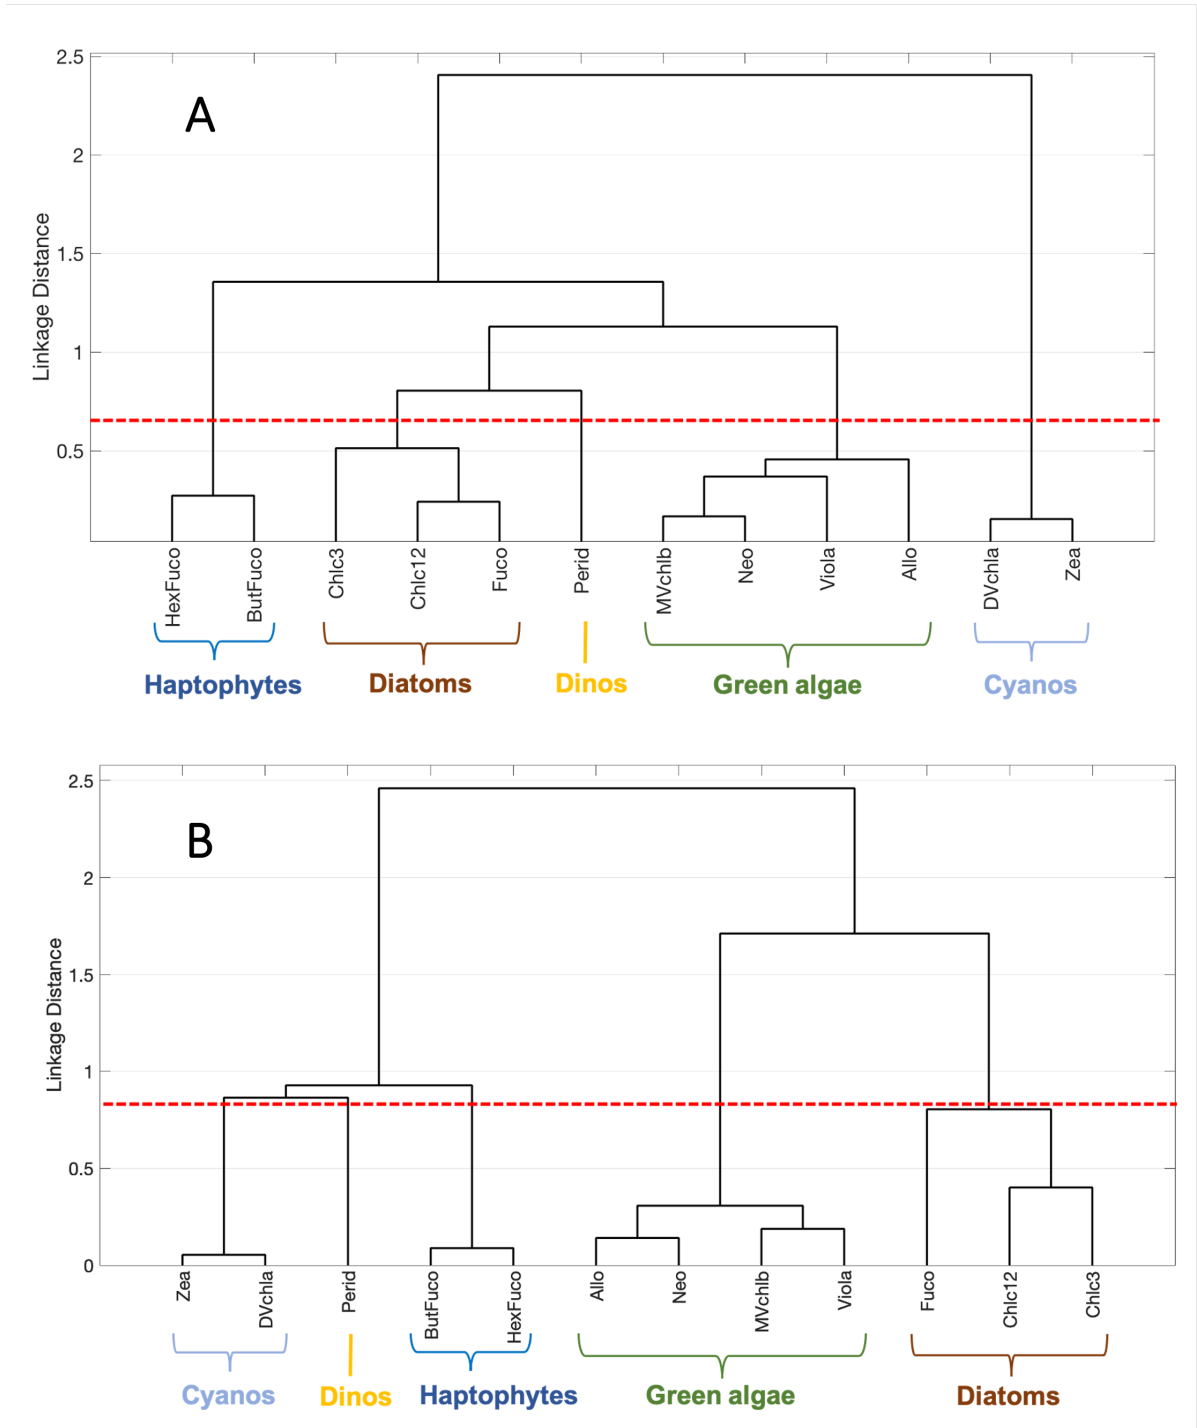 2.5
A
2
1.5
Linkage Distance
1
0.5
HexFuco ButFuco Chlc3 Chlc12 Fuco Perid MVchlb Neo Viola Allo DVchla Zea
Haptophytes Diatoms Dinos Green algae Cyanos
2.5
B
2
1.5
Linkage Distance
1
0.5
0
Zea DVchla Perid ButFuco HexFuco Allo Neo MVchlb Viola Fuco Chlc12 Chlc3
Cyanos Dinos Haptophytes Green algae Diatoms